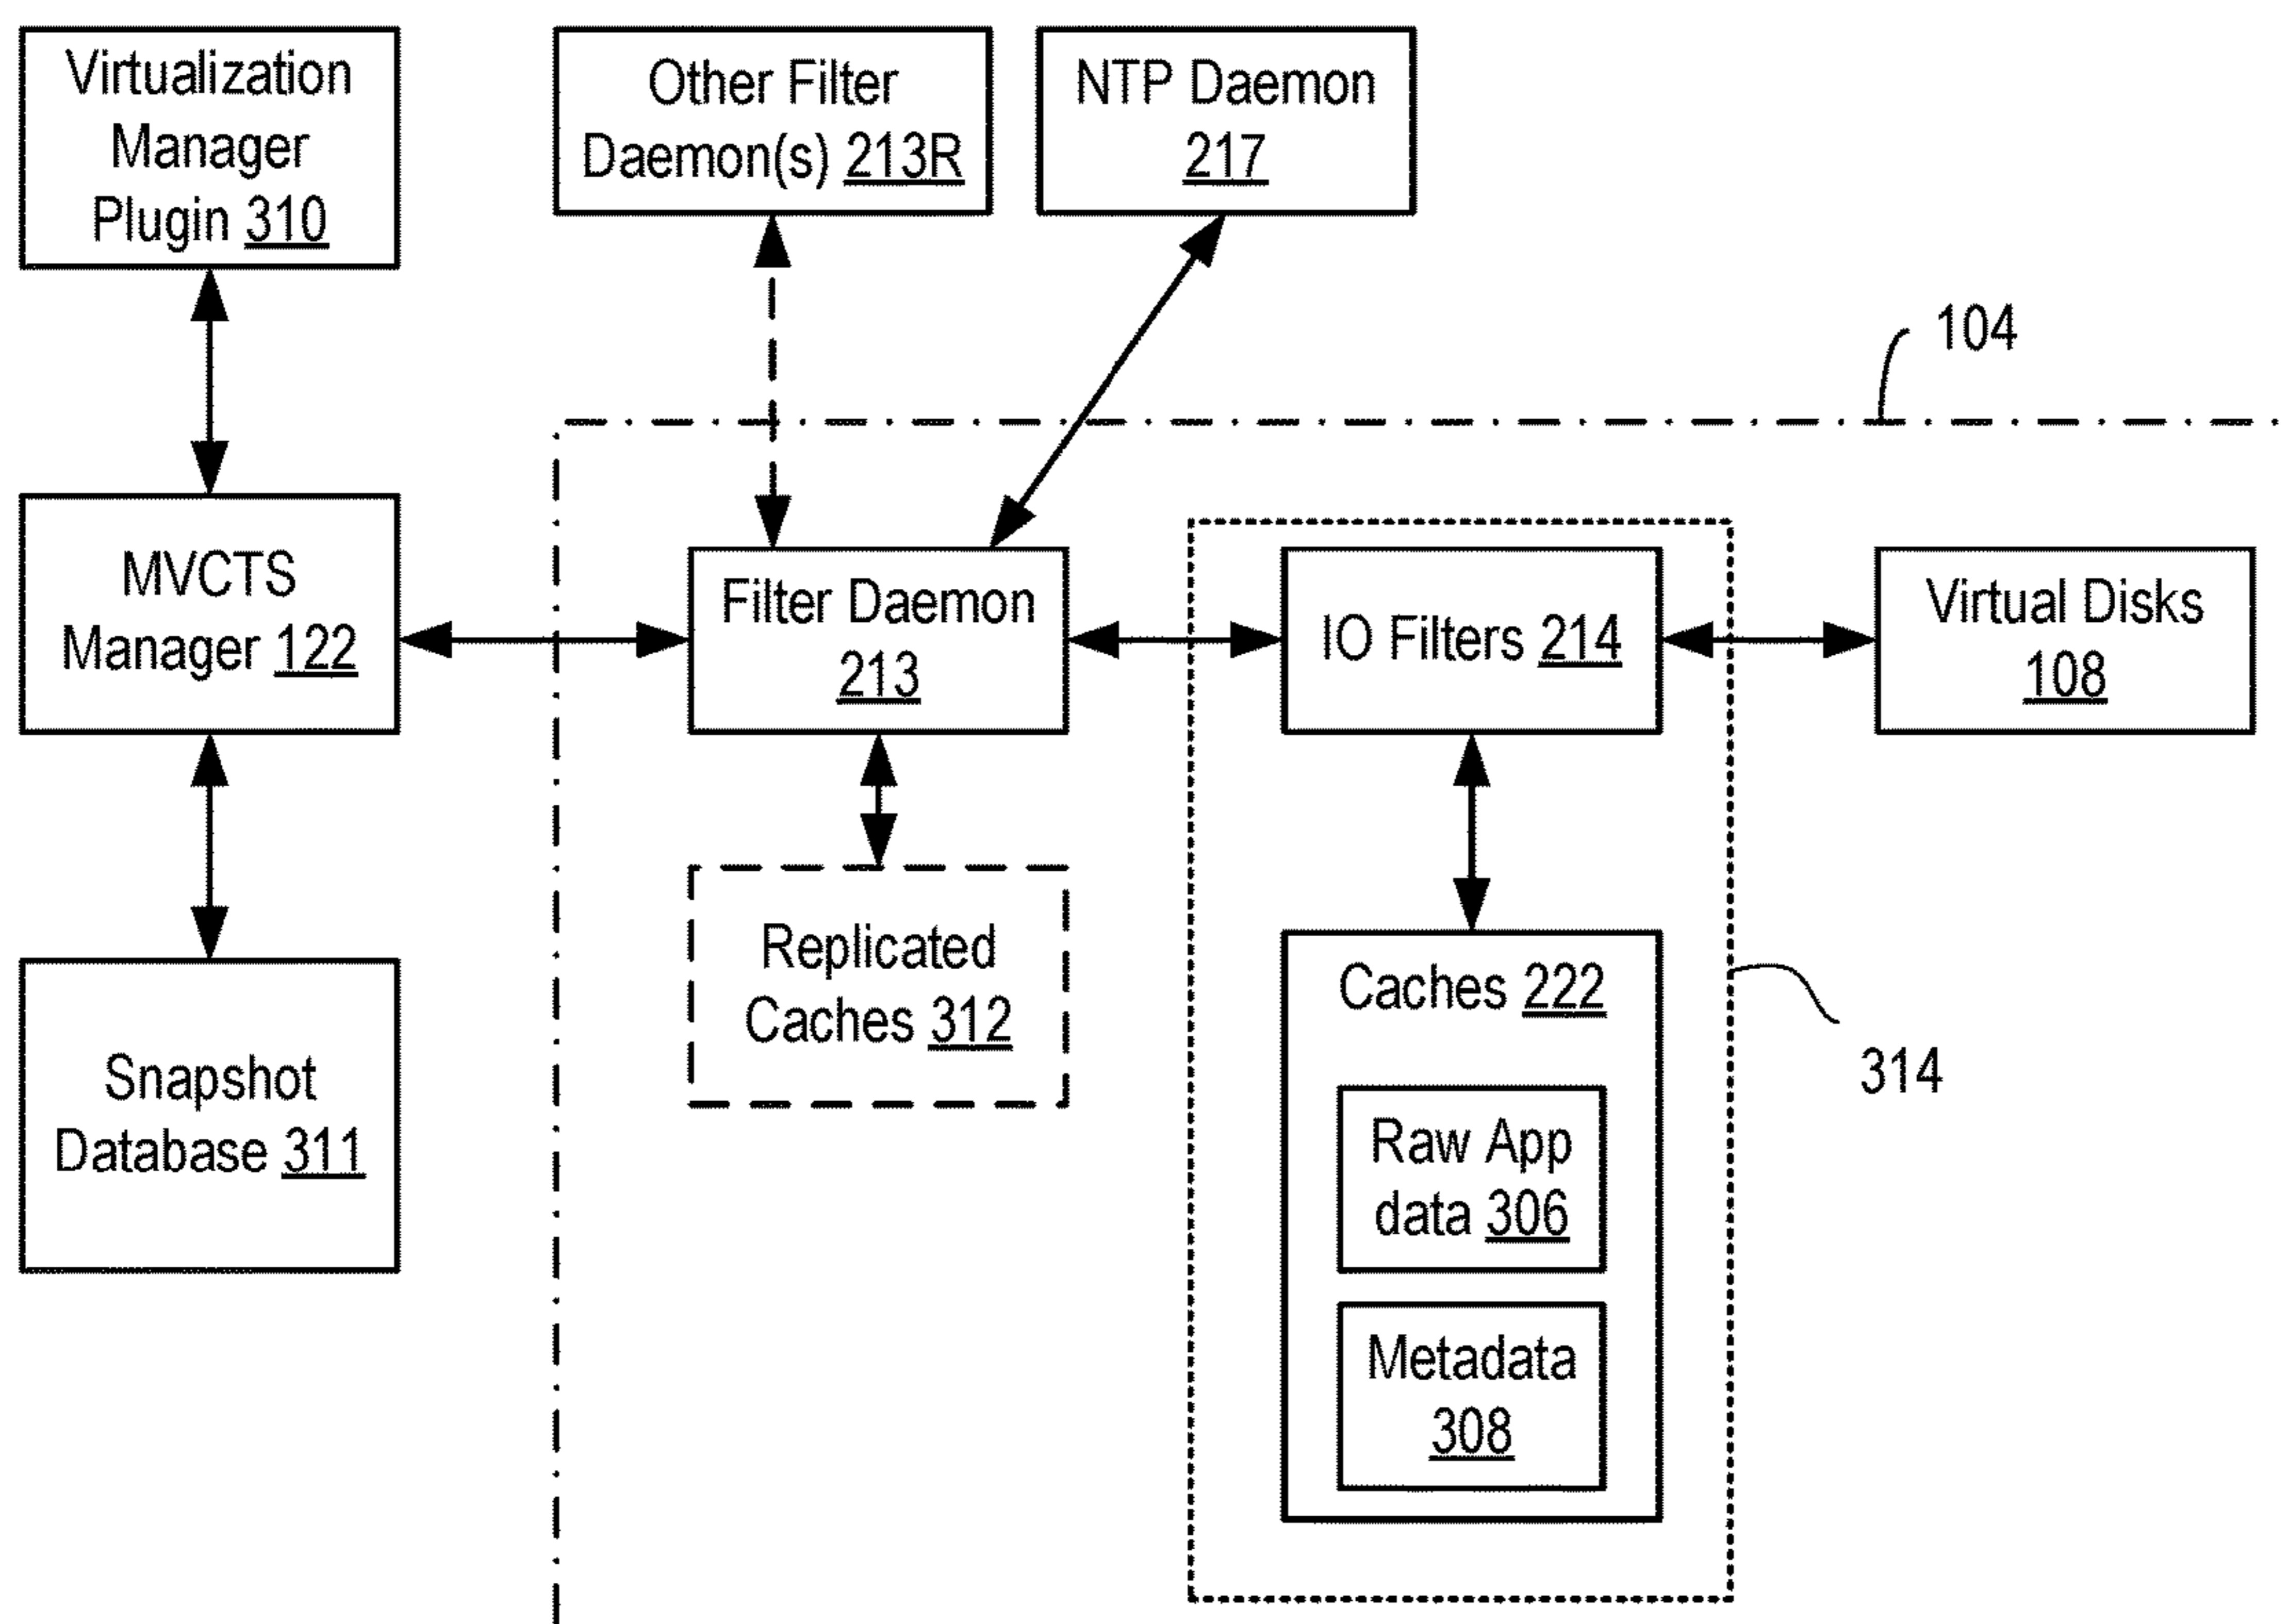 Virtualization
Manager
Plugin 310
Other Filter
Daemon(s) 213R
NTP Daemon
217
104
MVCTS
Manager 122
Filter Daemon
213
IO Filters 214
Virtual Disks
108
Replicated
Caches 312
Caches 222
314
Snapshot
Database 311
Raw App
data 306
Metadata
308